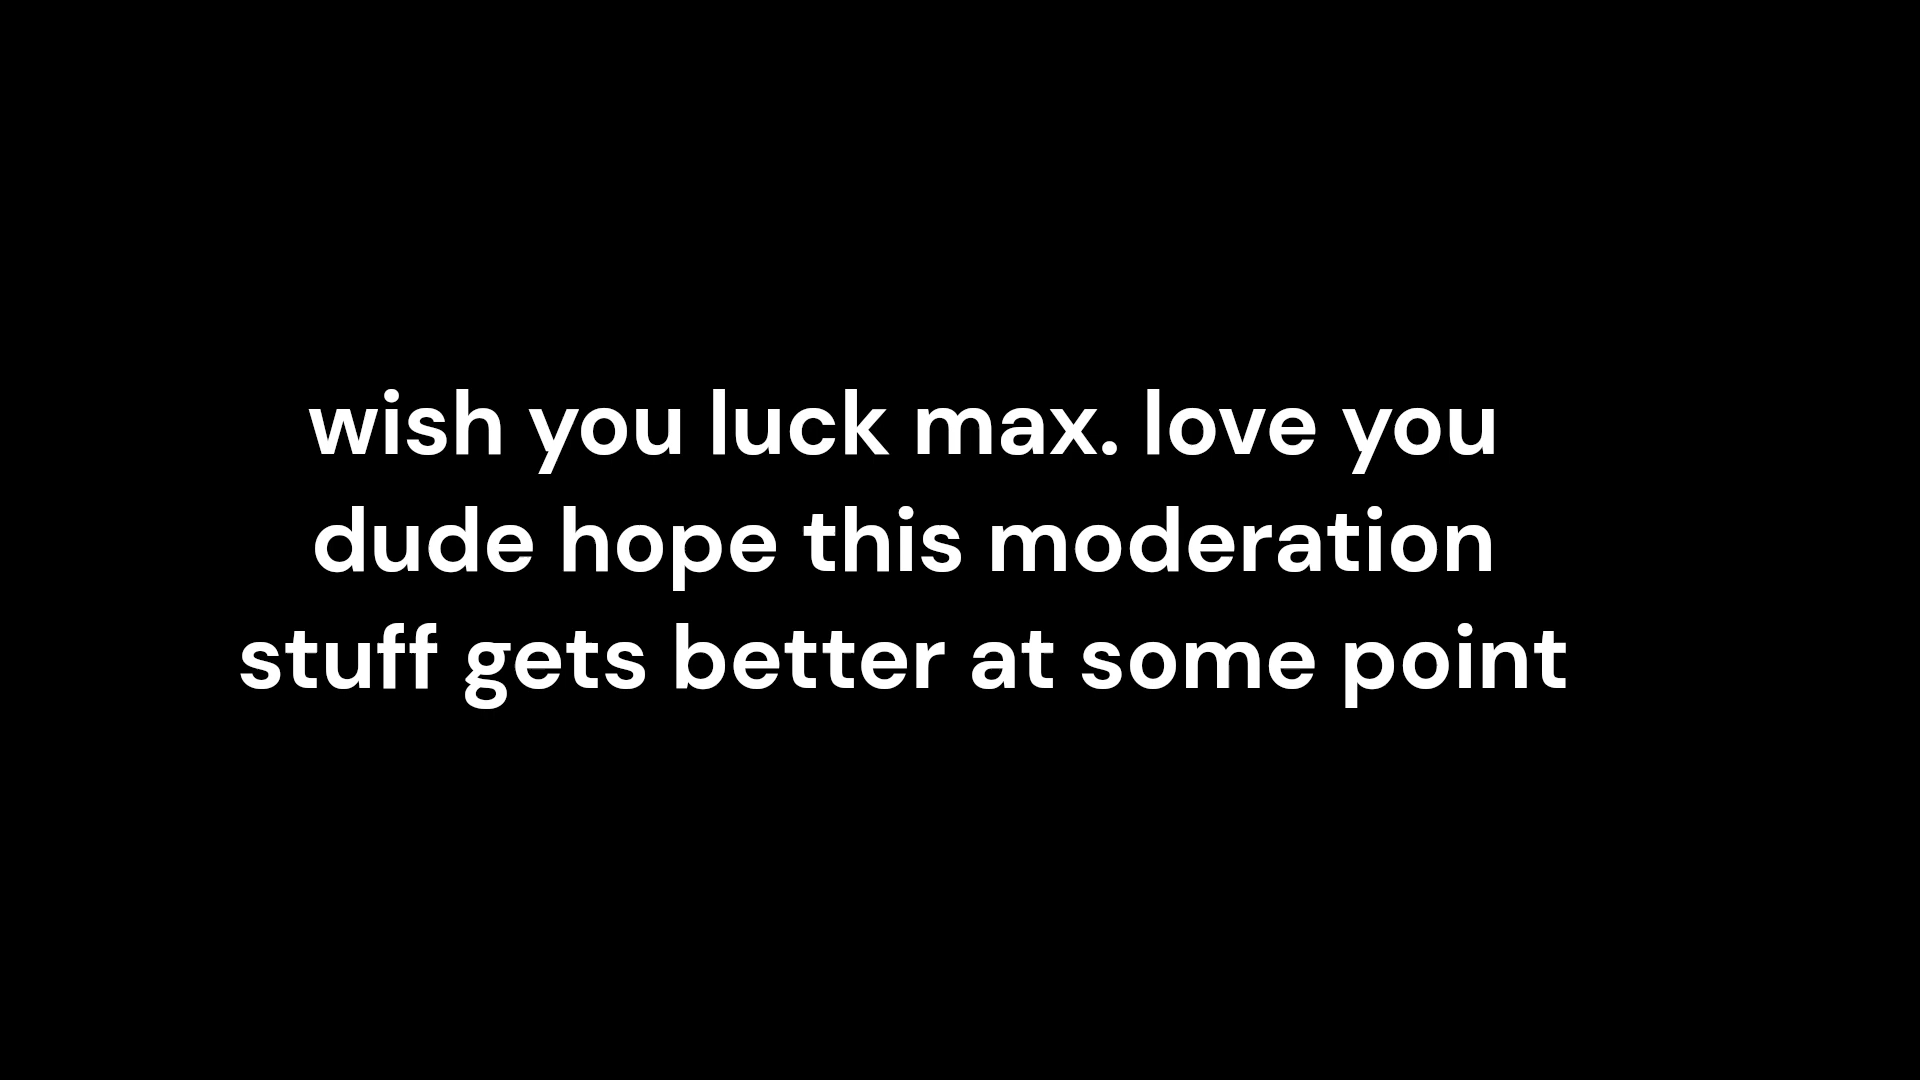 wish you luck max. love you
dude hope this moderation
stuff gets better at some point